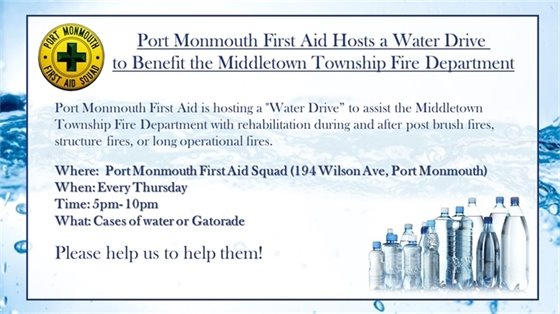 PORT MONMOUTH
FIRST AID SQUAD
Port Monmouth First Aid Hosts a Water Drive
to Benefit the Middletown Township Fire Department
Port Monmouth First Aid is hosting a "Water Drive” to assist the Middletown
Township Fire Department with rehabilitation during and after post brush fires,
structure fires, or long operational fires.
Where: Port Monmouth First Aid Squad (194 Wilson Ave, Port Monmouth)
When: Every Thursday
Time: 5pm- 10pm
What: Cases of water or Gatorade
Please help us to help them!